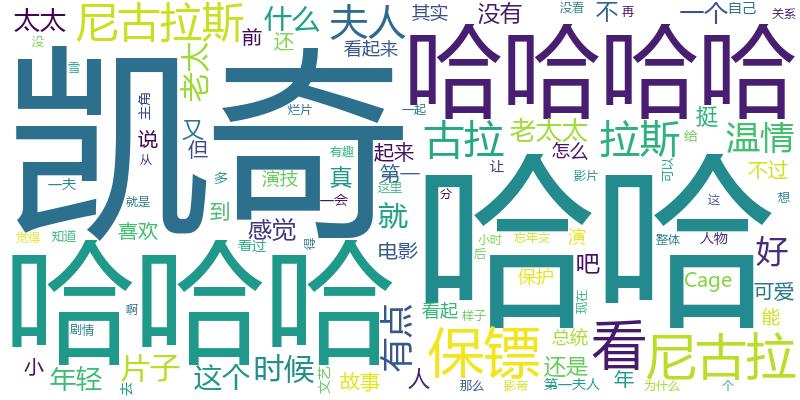 太太
尼古拉斯
什么
夫人
其实
没有
没看
不
再
一个
自己
关系
没
雪
老太
前
还
看起来
凯奇
哈哈哈哈
主角
说
从
又
但
烂片
一起
古拉
老太太
拉斯
挺
温情
有趣
起来
怎么
给
可以
不过
一夫
就是
多
演技
真
第一
这里
让
影片
哈哈
分
这
想
到
一会
就
觉得
知道
喜欢
看过
感觉
得
电影
小时
后
忘年交
演
整体
人物
好
哈哈哈
吧
保护
现在
Cage
可爱
啊
剧情
有点
看起
样子
总统
能
保镖
看
尼古拉
小
年轻
去
片子
这个
时候
文艺
故事
人
那么
影帝
还是
第一夫人
年
为什么
个